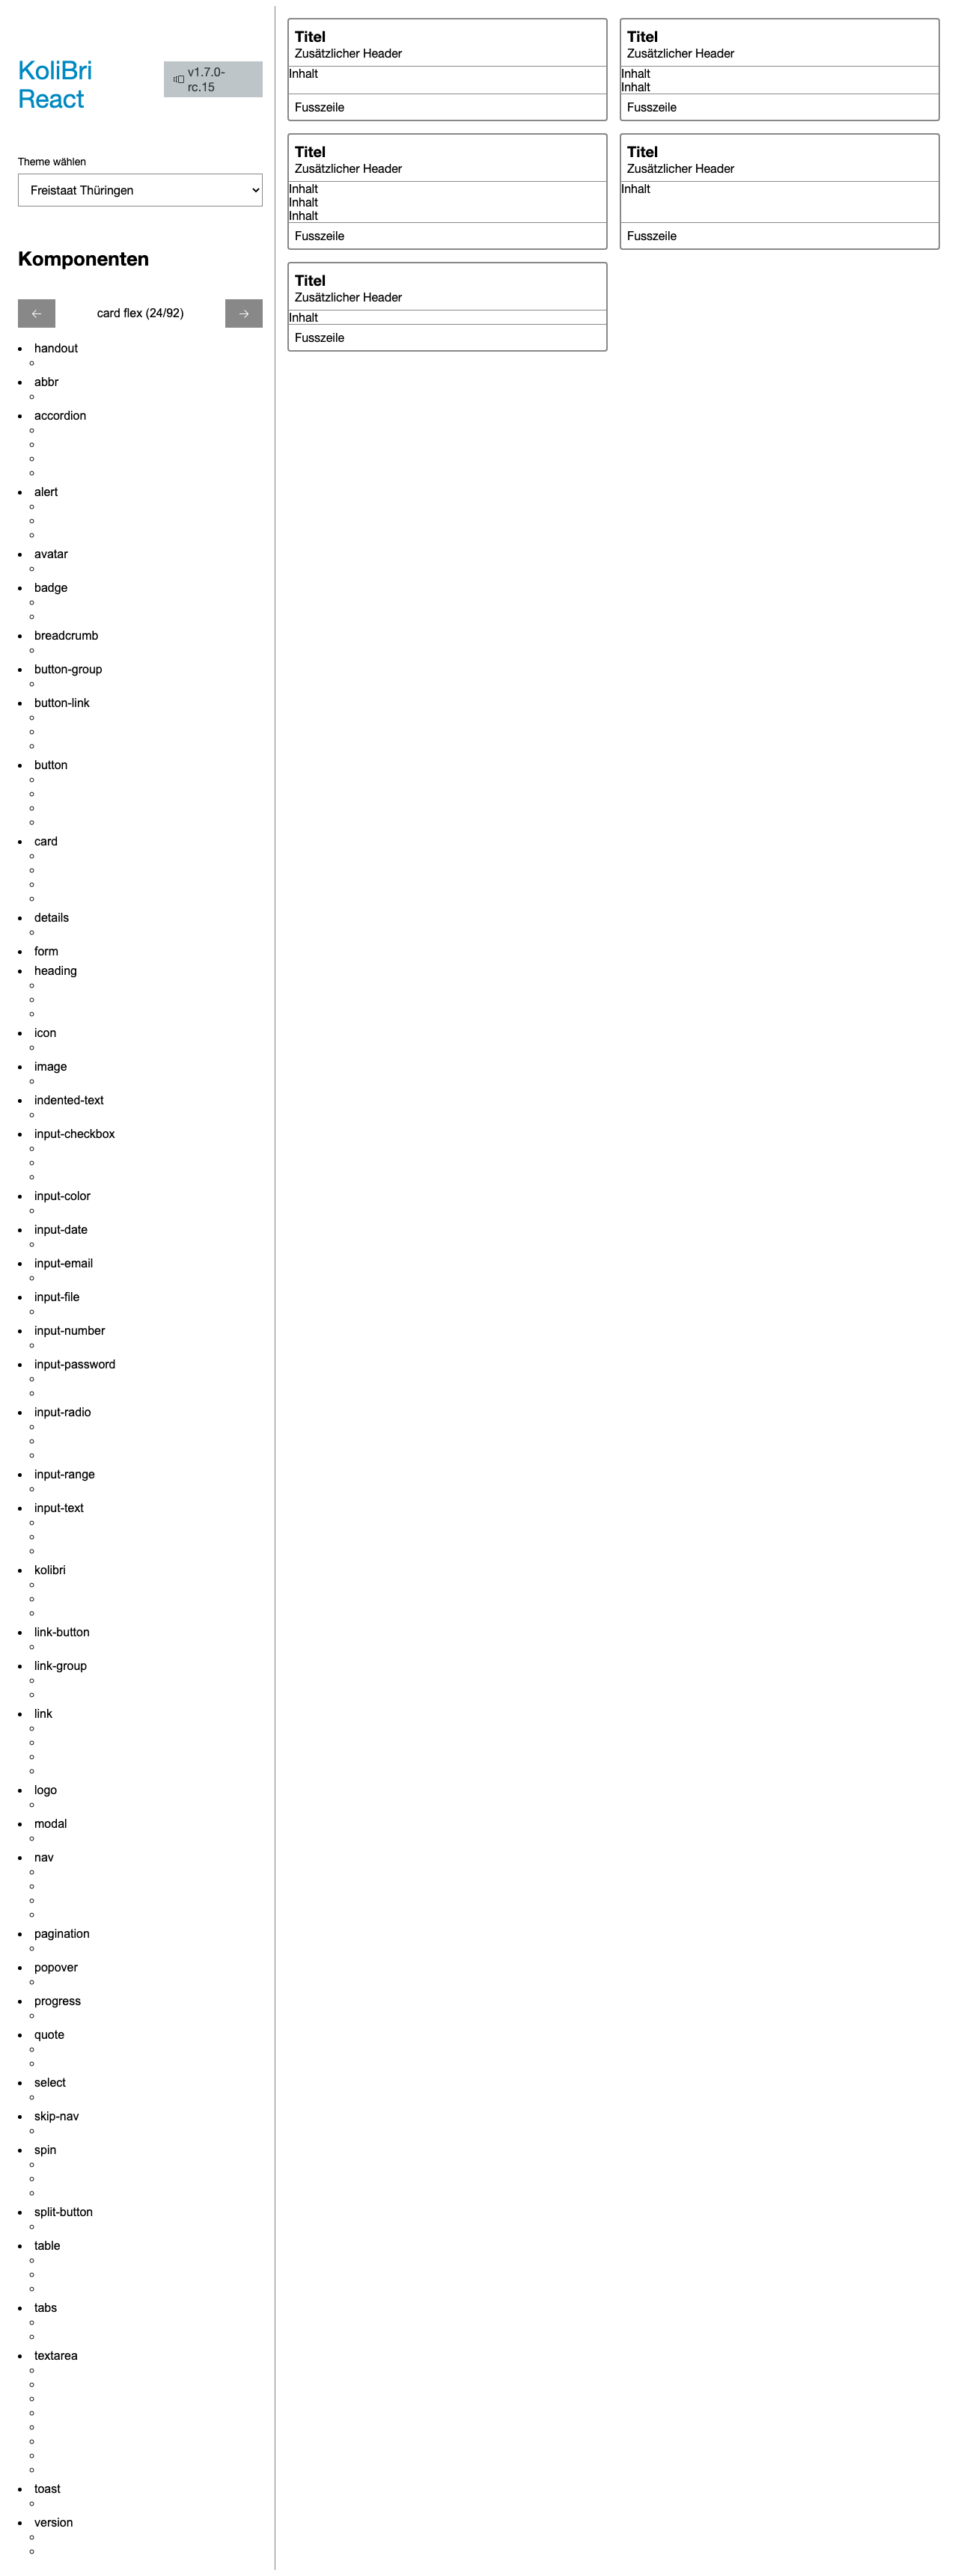 KoliBri
React
v1.7.0-
rc.15
Theme wählen
Freistaat Thüringen
Komponenten
← card flex (24/92) →
handout
abbr
accordion
alert
avatar
badge
breadcrumb
button-group
button-link
button
card
details
form
heading
icon
image
indented-text
input-checkbox
input-color
input-date
input-email
input-file
input-number
input-password
input-radio
input-range
input-text
kolibri
link-button
link-group
link
logo
modal
nav
pagination
popover
progress
quote
select
skip-nav
spin
split-button
table
tabs
textarea
toast
version
Titel
Zusätzlicher Header
Inhalt
Fusszeile
Titel
Zusätzlicher Header
Inhalt
Inhalt
Fusszeile
Titel
Zusätzlicher Header
Inhalt
Inhalt
Inhalt
Fusszeile
Titel
Zusätzlicher Header
Inhalt
Fusszeile
Titel
Zusätzlicher Header
Inhalt
Fusszeile